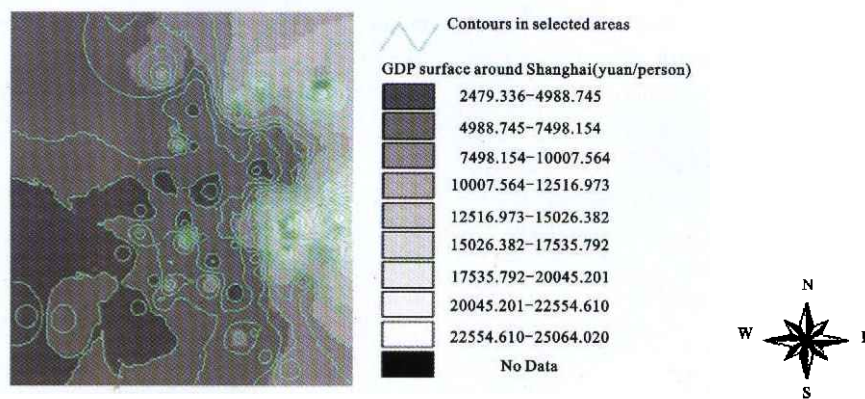 Contours in selected areas
GDP surface around Shanghai(yuan/person)
2479.336-4988.745
4988.745-7498.154
7498.154-10007.564
10007.564-12516.973
12516.973-15026.382
15026.382-17535.792
17535.792-20045.201
20045.201-22554.610
22554.610-25064.020
No Data
N
W
S